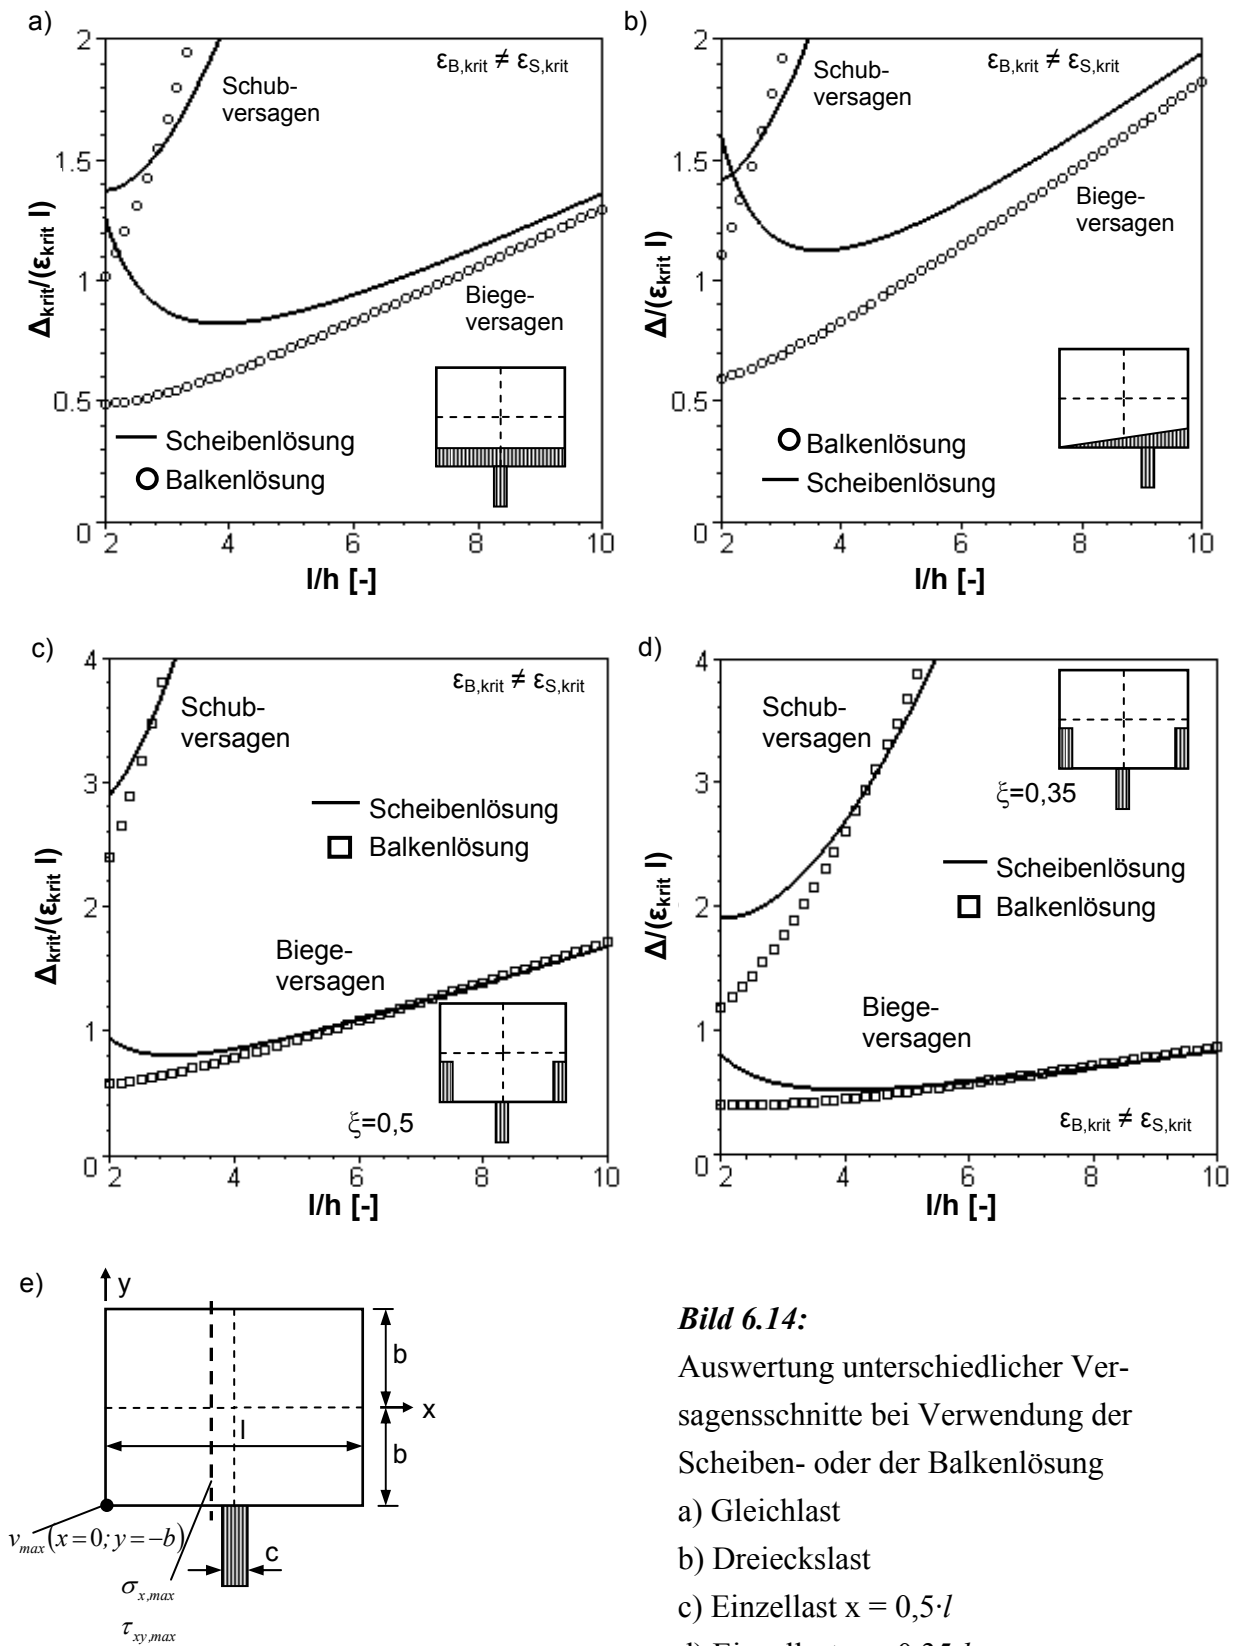 a)
2
1.5
1
0.5
0
Δkrit/(εkrit l)
εB,krit ≠ εS,krit
Schub-
versagen
Biege-
versagen
Scheibenlösung
Balkenlösung
2 4 6 8 10
l/h [-]
b)
2
1.5
1
0.5
0
Δ/(εkrit l)
εB,krit ≠ εS,krit
Schub-
versagen
Biege-
versagen
Balkenlösung
Scheibenlösung
2 4 6 8 10
l/h [-]
c)
4
3
2
1
0
Δkrit/(εkrit l)
εB,krit ≠ εS,krit
Schub-
versagen
Scheibenlösung
Balkenlösung
Biege-
versagen
ξ=0,5
2 4 6 8 10
l/h [-]
d)
4
3
2
1
0
Δ/(εkrit l)
Schub-
versagen
ξ=0,35
Scheibenlösung
Balkenlösung
Biege-
versagen
εB,krit ≠ εS,krit
2 4 6 8 10
l/h [-]
e)
y
b
x
l
b
vmax(x=0; y=−b)
c
σx,max
τxy,max
Bild 6.14:
Auswertung unterschiedlicher Ver-
sagensschnitte bei Verwendung der
Scheiben- oder der Balkenlösung
a) Gleichlast
b) Dreieckslast
c) Einzellast x = 0,5·l